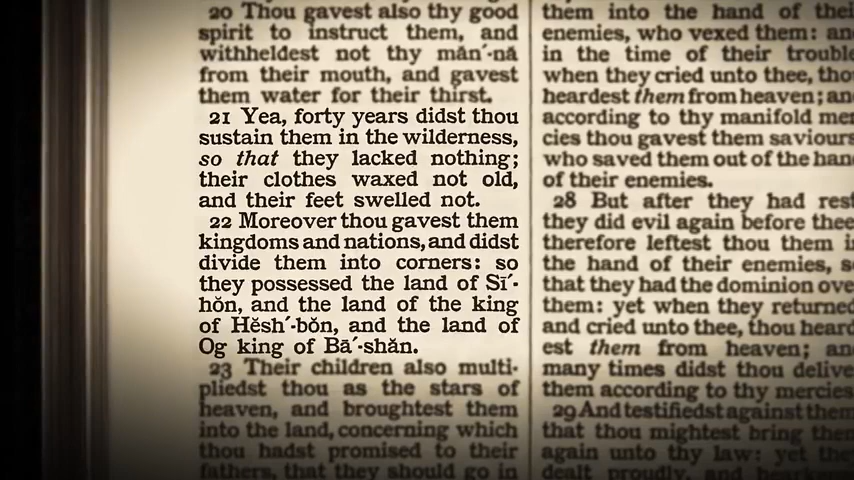 20 Thou gavest also thy good
spirit to instruct them, and
withheldest not thy măn´-nȧ
from their mouth, and gavest
them water for their thirst.
21 Yea, forty years didst thou
sustain them in the wilderness,
so that they lacked nothing;
their clothes waxed not old,
and their feet swelled not.
22 Moreover thou gavest them
kingdoms and nations, and didst
divide them into corners: so
they possessed the land of Sī´-
hŏn, and the land of the king
of Hĕsh´-bŏn, and the land of
Og king of Bā´-shăn.
23 Their children also multi-
pliedst thou as the stars of
heaven, and broughtest them
into the land, concerning which
thou hadst promised to their
fathers, that they should go in
them into the hand of their
enemies, who vexed them: and
in the time of their trouble
when they cried unto thee, thou
heardest them from heaven; and
according to thy manifold mer
cies thou gavest them saviours
who saved them out of the hand
of their enemies.
28 But after they had rest
they did evil again before thee
therefore leftest thou them in
the hand of their enemies, so
that they had the dominion over
them: yet when they returned
and cried unto thee, thou heard
est them from heaven; and
many times didst thou deliver
them according to thy mercies
29 And testifiedst against them
that thou mightest bring them
again unto thy law: yet they
dealt proudly, and hearkened